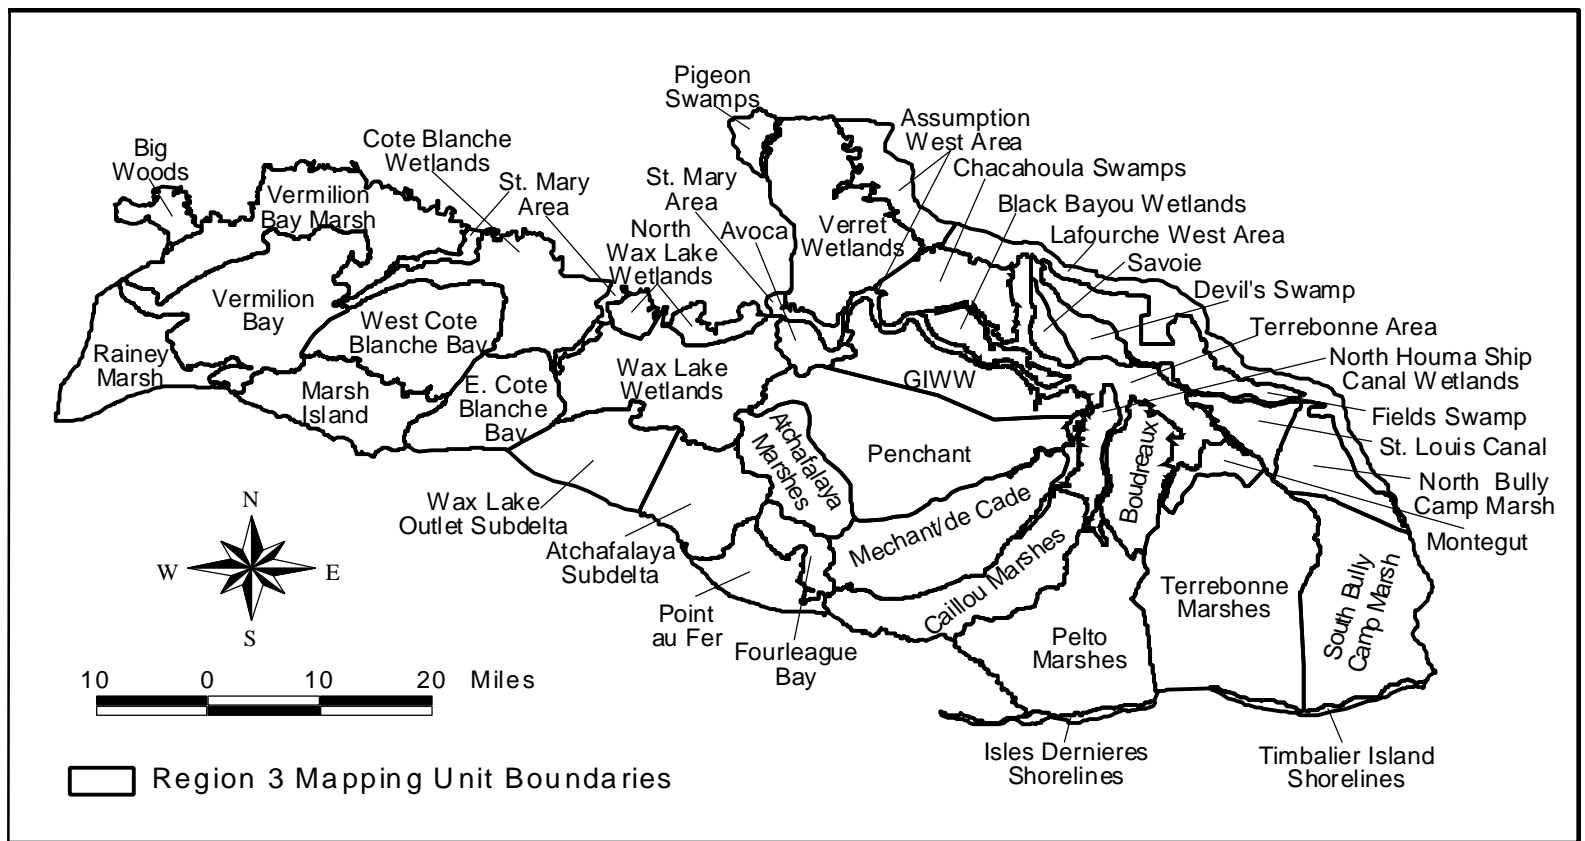 Pigeon
Swamps
Assumption
West Area
Cote Blanche
Wetlands
Big
Woods
Chacahoula Swamps
St. Mary
Area
St. Mary
Area
Vermilion
Bay Marsh
Black Bayou Wetlands
North
Wax Lake
Wetlands
Avoca
Verret
Wetlands
Lafourche West Area
Savoie
Devil's Swamp
Vermilion
Bay
West Cote
Blanche Bay
Terrebonne Area
North Houma Ship
Canal Wetlands
Rainey
Marsh
Marsh
Island
E. Cote
Blanche
Bay
Wax Lake
Wetlands
GIWW
Fields Swamp
St. Louis Canal
Atchafalaya
Marshes
Penchant
Boudreaux
North Bully
Camp Marsh
Wax Lake
Outlet Subdelta
Mechant/de Cade
Montegut
Atchafalaya
Subdelta
Caillou Marshes
Terrebonne
Marshes
South Bully
Camp Marsh
Point
au Fer
Fourleague
Bay
Pelto
Marshes
N
W
E
S
10 0 10 20 Miles
Isles Dernieres
Shorelines
Timbalier Island
Shorelines
Region 3 Mapping Unit Boundaries